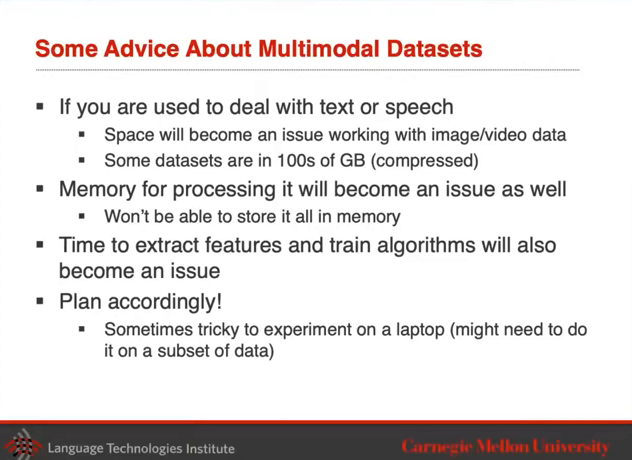 Some Advice About Multimodal Datasets
▪ If you are used to deal with text or speech
▪ Space will become an issue working with image/video data
▪ Some datasets are in 100s of GB (compressed)
▪ Memory for processing it will become an issue as well
▪ Won't be able to store it all in memory
▪ Time to extract features and train algorithms will also
become an issue
▪ Plan accordingly!
▪ Sometimes tricky to experiment on a laptop (might need to do
it on a subset of data)
Language Technologies Institute
Carnegie Mellon University